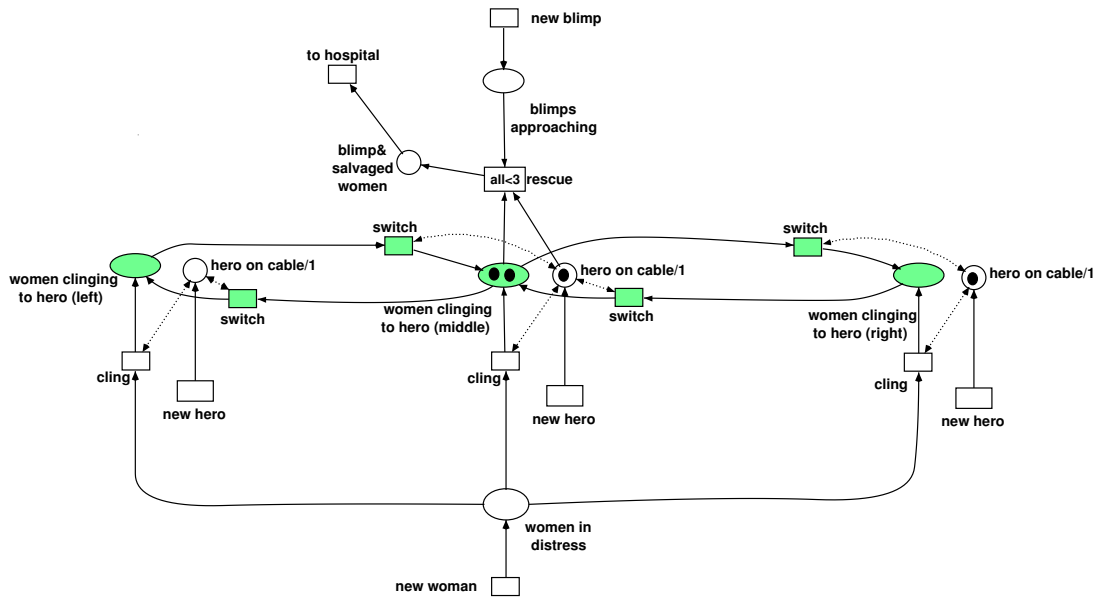 new blimp
to hospital
blimps
approaching
blimp&
salvaged
women
all<3 rescue
switch
switch
hero on cable/1
hero on cable/1
hero on cable/1
women clinging
to hero (left)
switch
women clinging
to hero (middle)
switch
women clinging
to hero (right)
cling
cling
cling
new hero
new hero
new hero
women in
distress
new woman